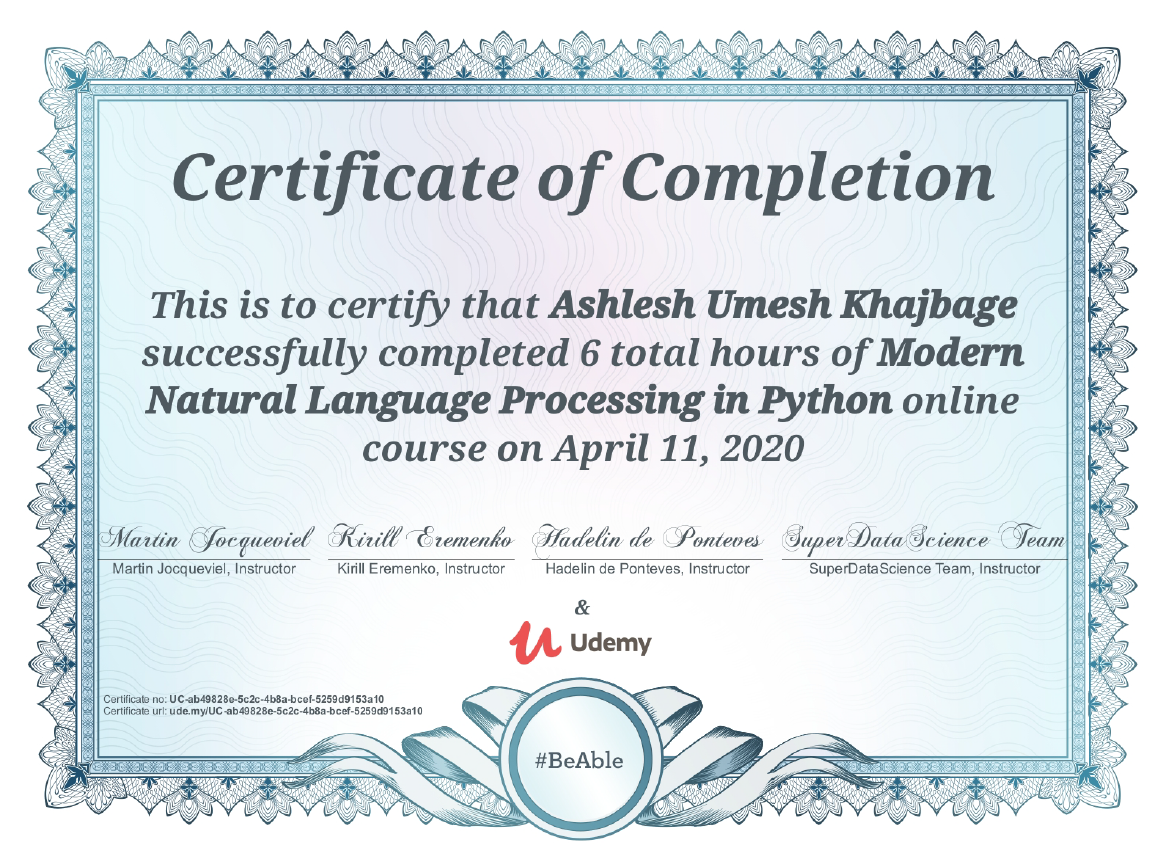 Certificate of Completion
This is to certify that Ashlesh Umesh Khajbage
successfully completed 6 total hours of Modern
Natural Language Processing in Python online
course on April 11, 2020
Martin Jocqueviel Kirill Eremenko Hadelin de Ponteves SuperDataScience Team
Martin Jocqueviel, Instructor Kirill Eremenko, Instructor Hadelin de Ponteves, Instructor SuperDataScience Team, Instructor
&
Udemy
Certificate no: UC-ab49828e-5c2c-4b8a-bcef-5259d9153a10
Certificate url: ude.my/UC-ab49828e-5c2c-4b8a-bcef-5259d9153a10
#BeAble